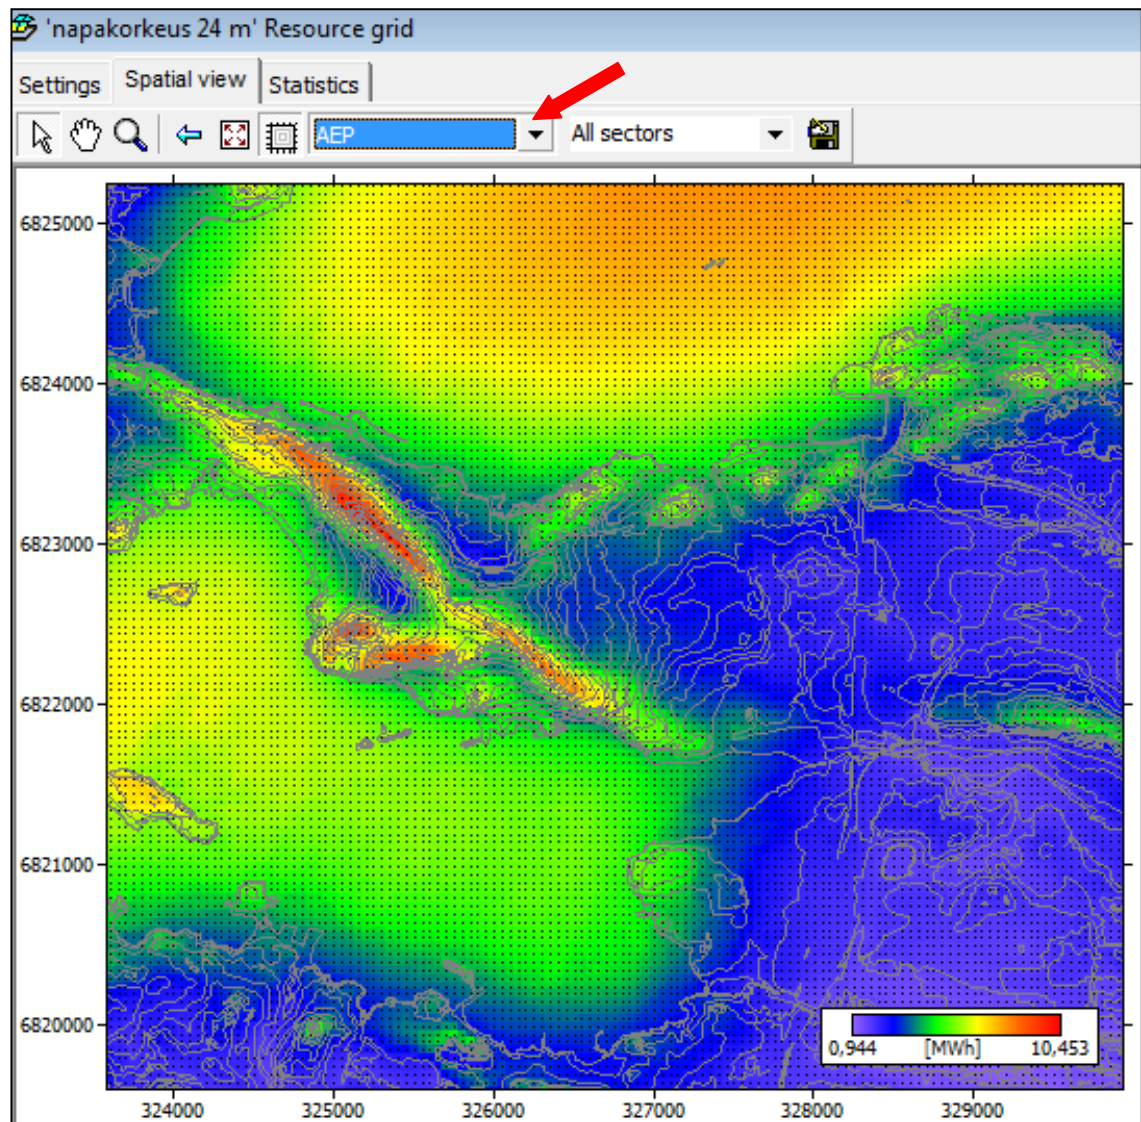 'napakorkeus 24 m' Resource grid
Settings Spatial view Statistics
AEP All sectors
6825000
6824000
6823000
6822000
6821000
6820000
0,944 [MWh] 10,453
324000 325000 326000 327000 328000 329000